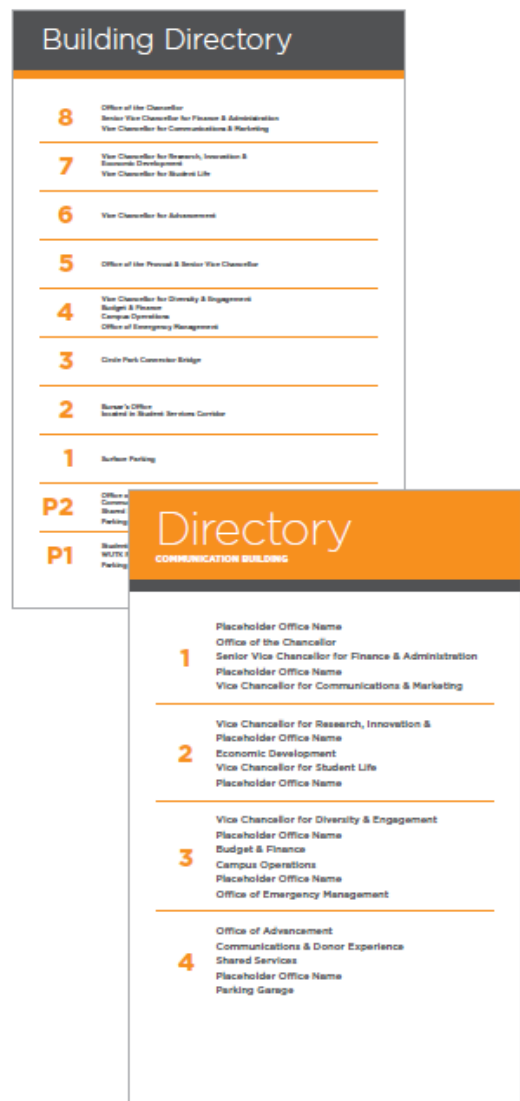 Building Directory
8
Office of the Chancellor
Senior Vice Chancellor for Finance & Administration
Vice Chancellor for Communications & Marketing
7
Vice Chancellor for Research, Innovation &
Economic Development
Vice Chancellor for Student Life
6
Vice Chancellor for Advancement
5
Office of the Provost & Senior Vice Chancellor
4
Vice Chancellor for Diversity & Engagement
Budget & Finance
Campus Operations
Office of Emergency Management
3
Circle Park Connector Bridge
2
Bursar's Office
located in Student Services Corridor
1
Surface Parking
P2
Office
Shared
Parking
P1
WUTK
Parking
Directory
COMMUNICATION BUILDING
1
Placeholder Office Name
Office of the Chancellor
Senior Vice Chancellor for Finance & Administration
Placeholder Office Name
Vice Chancellor for Communications & Marketing
2
Vice Chancellor for Research, Innovation &
Placeholder Office Name
Economic Development
Vice Chancellor for Student Life
Placeholder Office Name
3
Vice Chancellor for Diversity & Engagement
Placeholder Office Name
Budget & Finance
Campus Operations
Placeholder Office Name
Office of Emergency Management
4
Office of Advancement
Communications & Donor Experience
Shared Services
Placeholder Office Name
Parking Garage